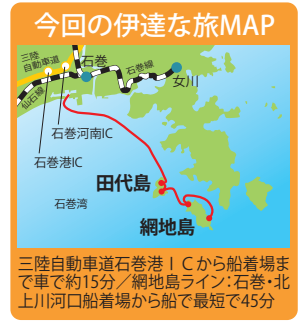 今回の伊達な旅MAP
三陸
自動車道
石巻
石巻線
女川
仙石線
石巻河南IC
石巻港IC
田代島
石巻湾
網地島
三陸自動車道石巻港ＩＣから船着場ま
で車で約15分／網地島ライン：石巻・北
上川河口船着場から船で最短で45分